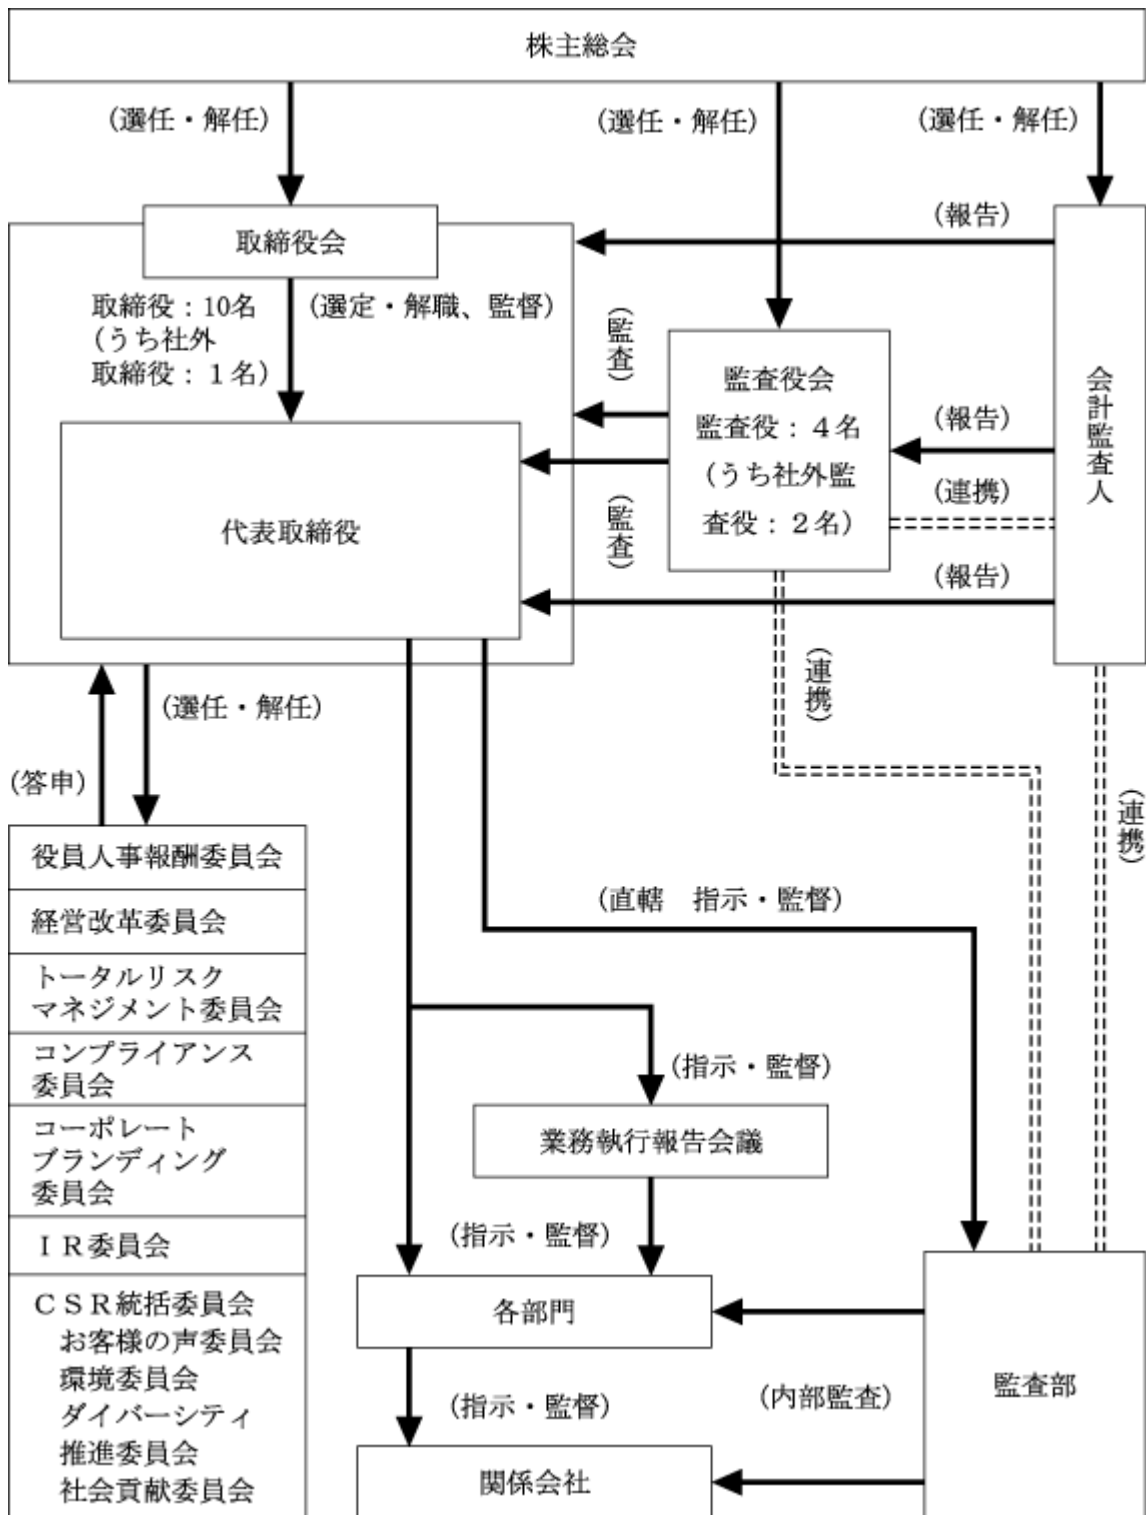 株主総会
(選任・解任)
(選任・解任)
(選任・解任)
取締役会
(報告)
取締役：10名
(うち社外
取締役：１名)
(選定・解職、監督)
(監査)
監査役会
監査役：４名
(うち社外監
査役：２名)
会計監査人
(報告)
(連携)
代表取締役
(監査)
(報告)
(連携)
(選任・解任)
(答申)
(連携)
役員人事報酬委員会
経営改革委員会
トータルリスク
マネジメント委員会
コンプライアンス
委員会
コーポレート
ブランディング
委員会
ＩＲ委員会
ＣＳＲ統括委員会
お客様の声委員会
環境委員会
ダイバーシティ
推進委員会
社会貢献委員会
(直轄　指示・監督)
(指示・監督)
業務執行報告会議
(指示・監督)
各部門
(指示・監督)
(内部監査)
監査部
関係会社